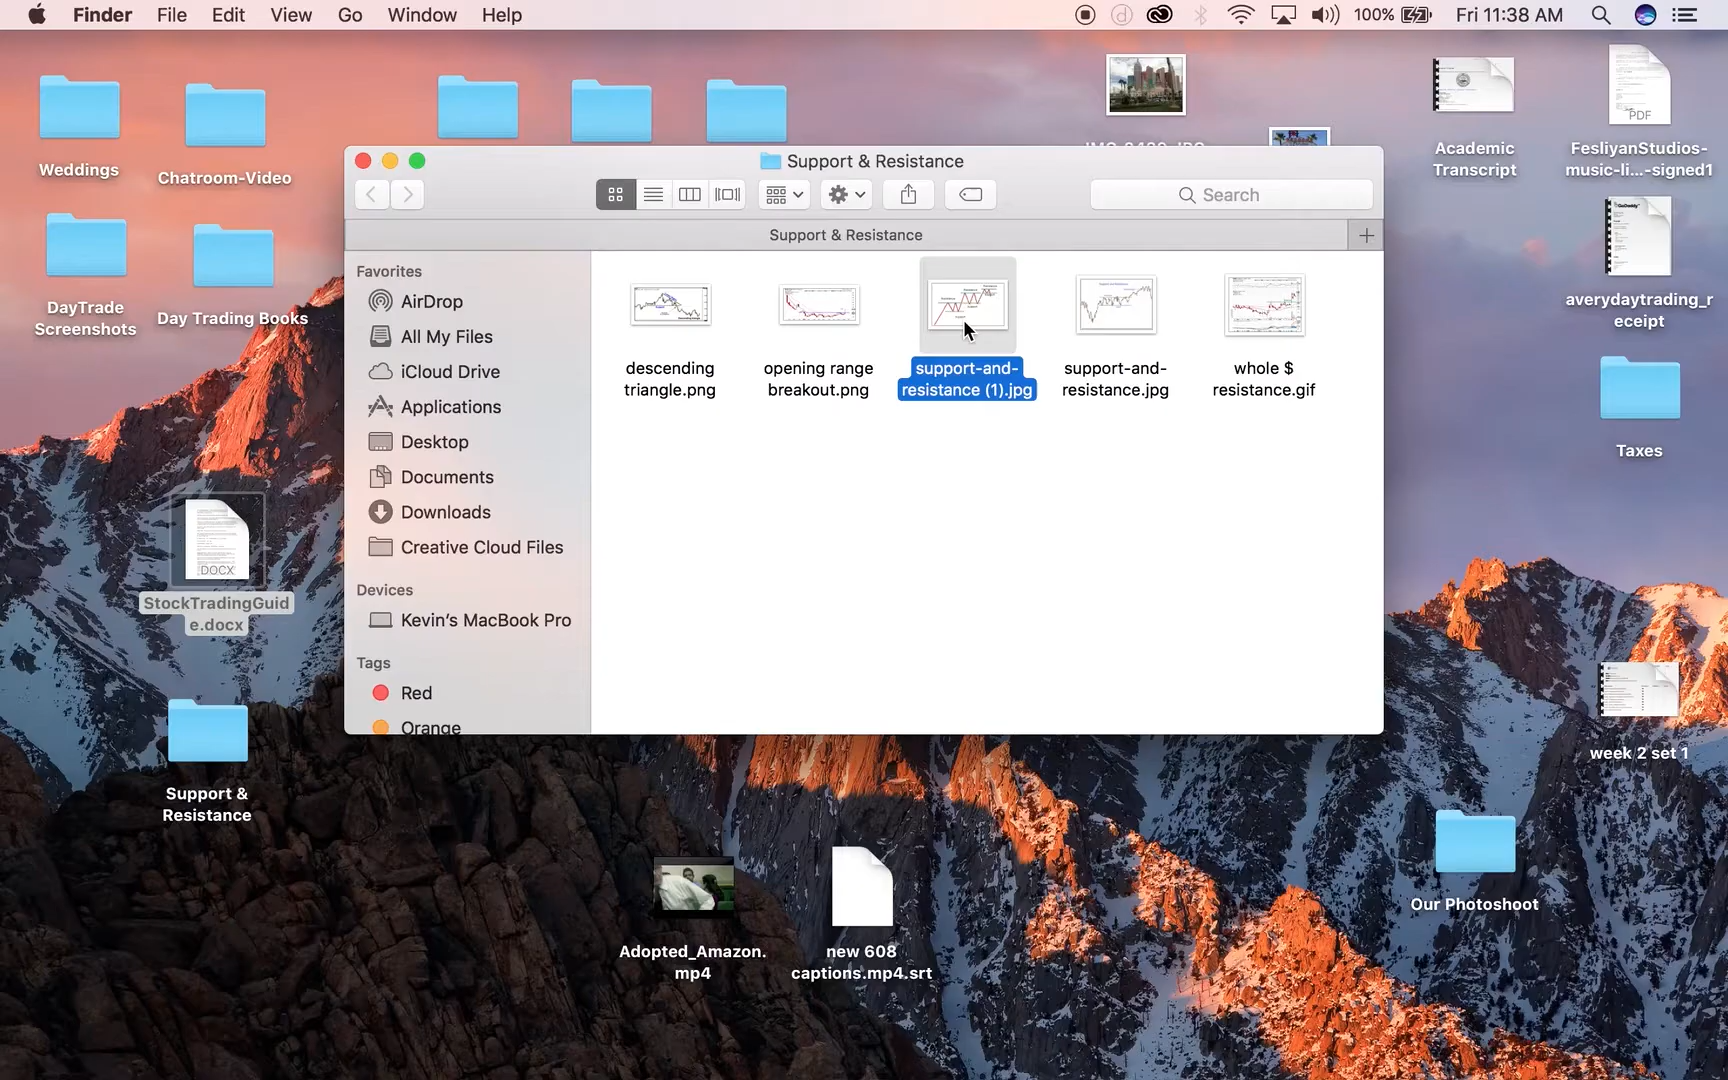 Finder File Edit View Go Window Help
100% Fri 11:38 AM
Weddings
Chatroom-Video
DayTrade
Screenshots
Day Trading Books
StockTradingGuid
e.docx
DOCX
Support &
Resistance
Support & Resistance
Search
Support & Resistance
Favorites
AirDrop
All My Files
iCloud Drive
Applications
Desktop
Documents
Downloads
Creative Cloud Files
Devices
Kevin's MacBook Pro
Tags
Red
Orange
descending
triangle.png
opening range
breakout.png
support-and-
resistance (1).jpg
support-and-
resistance.jpg
whole $
resistance.gif
Academic
Transcript
PDF
FesliyanStudios-
music-li...-signed1
GoDaddy
averydaytrading_r
eceipt
Taxes
week 2 set 1
Our Photoshoot
Adopted_Amazon.
mp4
new 608
captions.mp4.srt